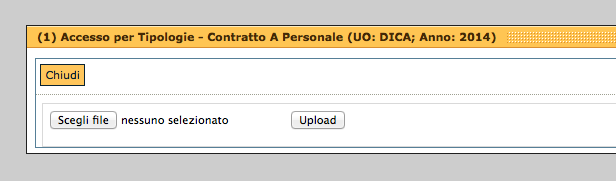 (1) Accesso per Tipologie - Contratto A Personale (UO: DICA; Anno: 2014)
Chiudi
Scegli file nessuno selezionato Upload